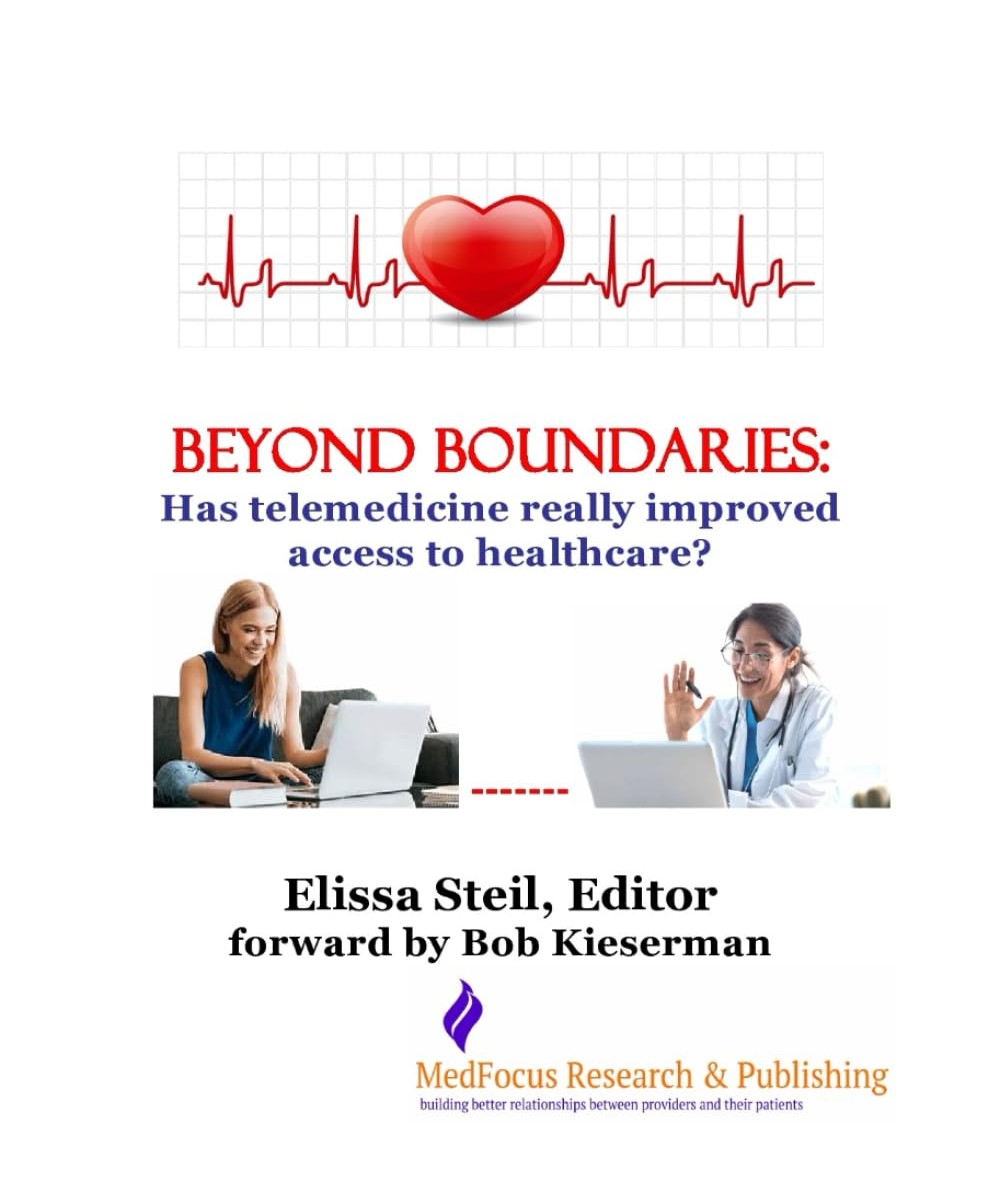 BEYOND BOUNDARIES:
Has telemedicine really improved
access to healthcare?
Elissa Steil, Editor
forward by Bob Kieserman
MedFocus Research & Publishing
building better relationships between providers and their patients